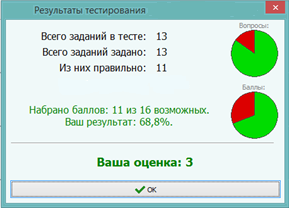 Результаты тестирования
Вопросы:
Всего заданий в тесте: 13
Всего заданий задано: 13
Из них правильно: 11
Баллы:
Набрано баллов: 11 из 16 возможных.
Ваш результат: 68,8%.
Ваша оценка: 3
OK